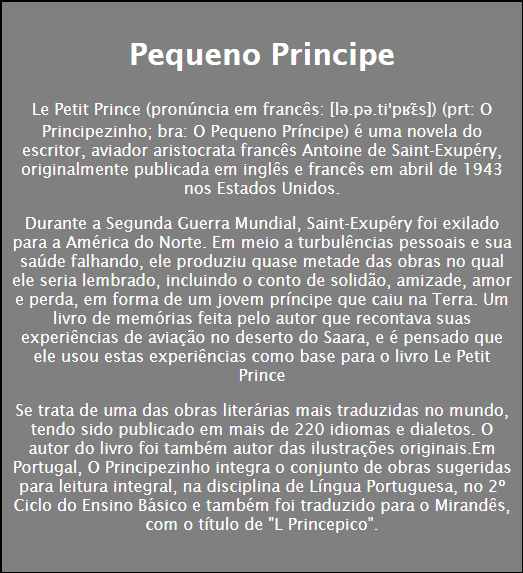 Pequeno Principe
Le Petit Prince (pronúncia em francês: [lə.pə.ti'pʁɛ̃s]) (prt: O
Principezinho; bra: O Pequeno Príncipe) é uma novela do
escritor, aviador aristocrata francês Antoine de Saint-Exupéry,
originalmente publicada em inglês e francês em abril de 1943
nos Estados Unidos.
Durante a Segunda Guerra Mundial, Saint-Exupéry foi exilado
para a América do Norte. Em meio a turbulências pessoais e sua
saúde falhando, ele produziu quase metade das obras no qual
ele seria lembrado, incluindo o conto de solidão, amizade, amor
e perda, em forma de um jovem príncipe que caiu na Terra. Um
livro de memórias feita pelo autor que recontava suas
experiências de aviação no deserto do Saara, e é pensado que
ele usou estas experiências como base para o livro Le Petit
Prince
Se trata de uma das obras literárias mais traduzidas no mundo,
tendo sido publicado em mais de 220 idiomas e dialetos. O
autor do livro foi também autor das ilustrações originais.Em
Portugal, O Principezinho integra o conjunto de obras sugeridas
para leitura integral, na disciplina de Língua Portuguesa, no 2º
Ciclo do Ensino Básico e também foi traduzido para o Mirandês,
com o título de "L Princepico".